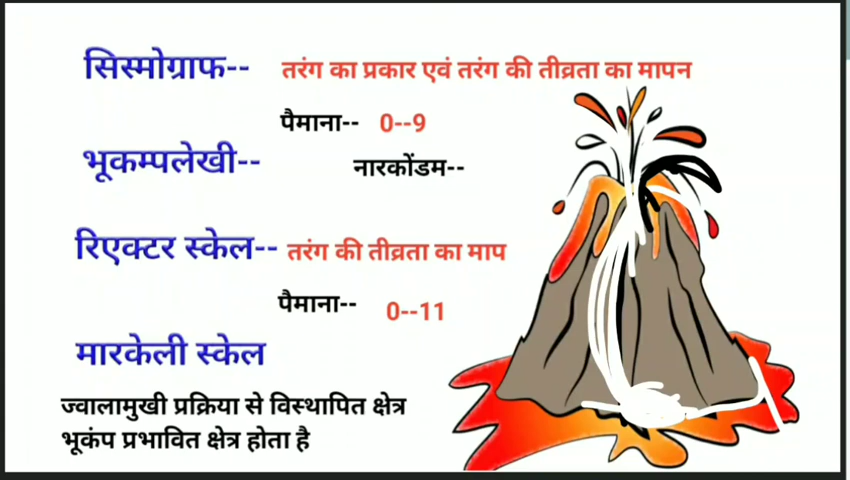 सिस्मोग्राफ-- तरंग का प्रकार एवं तरंग की तीव्रता का मापन
पैमाना-- 0--9
भूकम्पलेखी-- नारकोंडम--
रिएक्टर स्केल-- तरंग की तीव्रता का माप
पैमाना-- 0--11
मारकेली स्केल
ज्वालामुखी प्रक्रिया से विस्थापित क्षेत्र
भूकंप प्रभावित क्षेत्र होता है